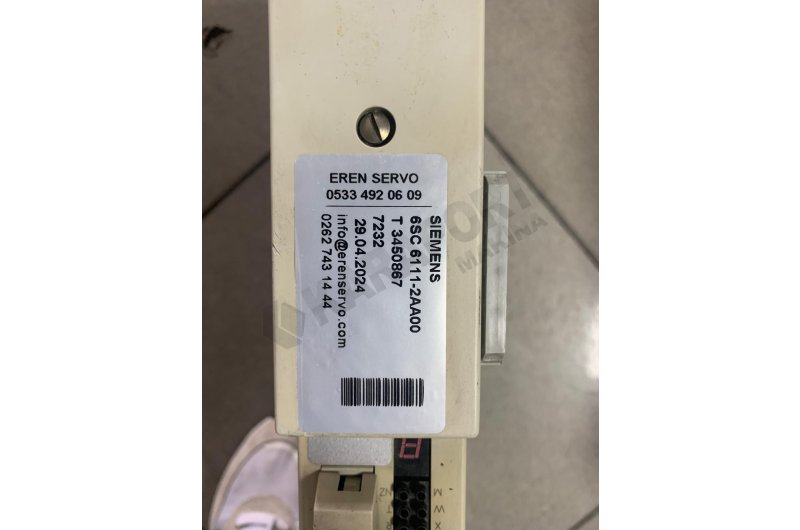 EREN SERVO
0533 492 06 09
SIEMENS
6SC 6111-2AA00
T 3450867
7232
29.04.2024
info@erenservo.com
0262 743 14 44
MAKINA
M
W
X